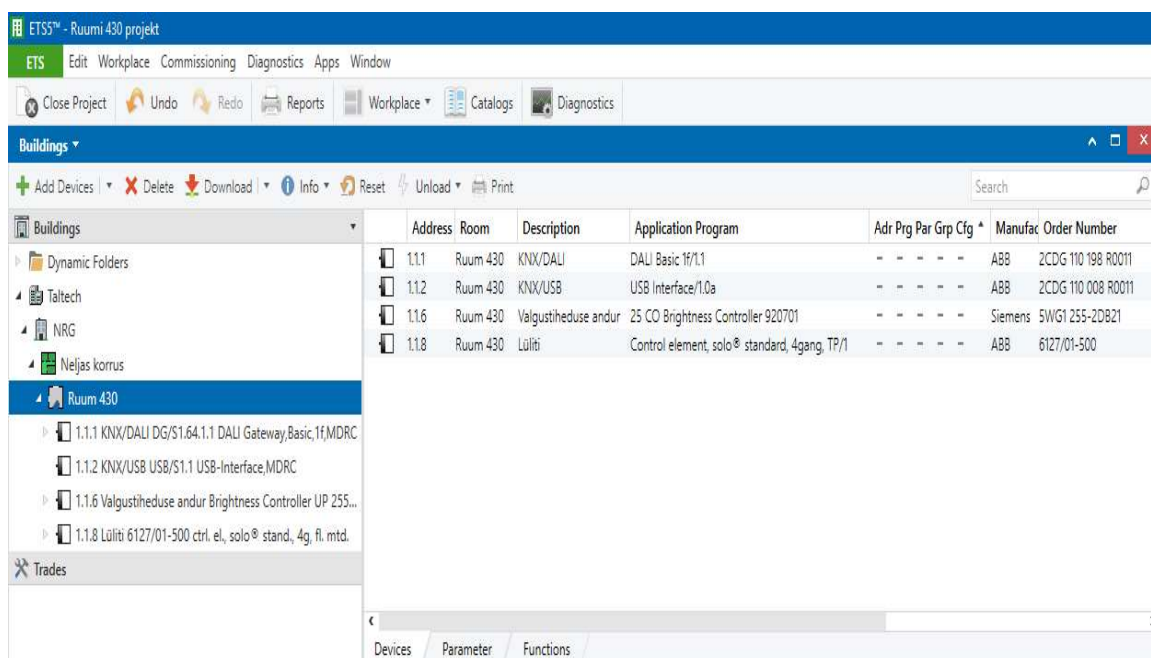 ETS5™ - Ruumi 430 projekt
ETS Edit Workplace Commissioning Diagnostics Apps Window
Close Project Undo Redo Reports Workplace Catalogs Diagnostics
Buildings
Add Devices Delete Download Info Reset Unload Print Search
Buildings
Dynamic Folders
Taltech
NRG
Neljas korrus
Ruum 430
1.1.1 KNX/DALI DG/S1.64.1.1 DALI Gateway,Basic,1f,MDRC
1.1.2 KNX/USB USB/S1.1 USB-Interface,MDRC
1.1.6 Valgustiheduse andur Brightness Controller UP 255...
1.1.8 Lüliti 6127/01-500 ctrl. el., solo® stand., 4g, fl. mtd.
Trades
Address Room Description Application Program Adr Prg Par Grp Cfg Manufac Order Number
1.1.1 Ruum 430 KNX/DALI DALI Basic 1f/1.1 - - - - - ABB 2CDG 110 198 R0011
1.1.2 Ruum 430 KNX/USB USB Interface/1.0a - - - - - ABB 2CDG 110 008 R0011
1.1.6 Ruum 430 Valgustiheduse andur 25 CO Brightness Controller 920701 - - - - - Siemens 5WG1 255-2DB21
1.1.8 Ruum 430 Lüliti Control element, solo® standard, 4gang, TP/1 - - - - - ABB 6127/01-500
Devices Parameter Functions